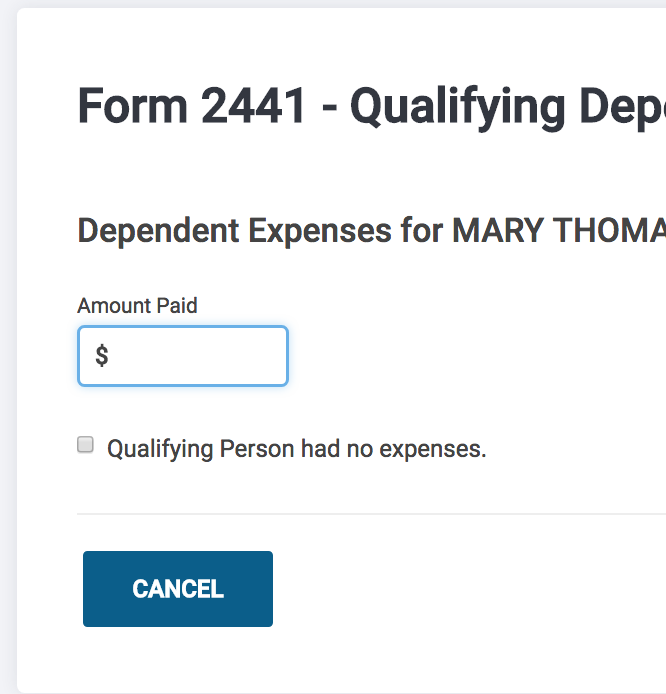 Form 2441 - Qualifying Dep
Dependent Expenses for MARY THOMA
Amount Paid
$
Qualifying Person had no expenses.
CANCEL